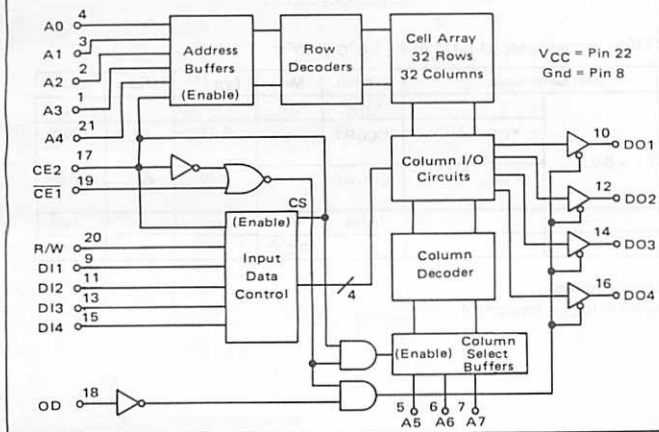 4
A0
3
A1
2
A2
1
A3
21
A4
17
CE2
19
CE1
20
R/W
9
DI1
11
DI2
13
DI3
15
DI4
18
OD
Address
Buffers
(Enable)
Row
Decoders
Cell Array
32 Rows
32 Columns
VCC = Pin 22
Gnd = Pin 8
CS
(Enable)
Input
Data
Control
4
Column I/O
Circuits
Column
Decoder
(Enable) Column
Select
Buffers
5 6 7
A5 A6 A7
10
DO1
12
DO2
14
DO3
16
DO4